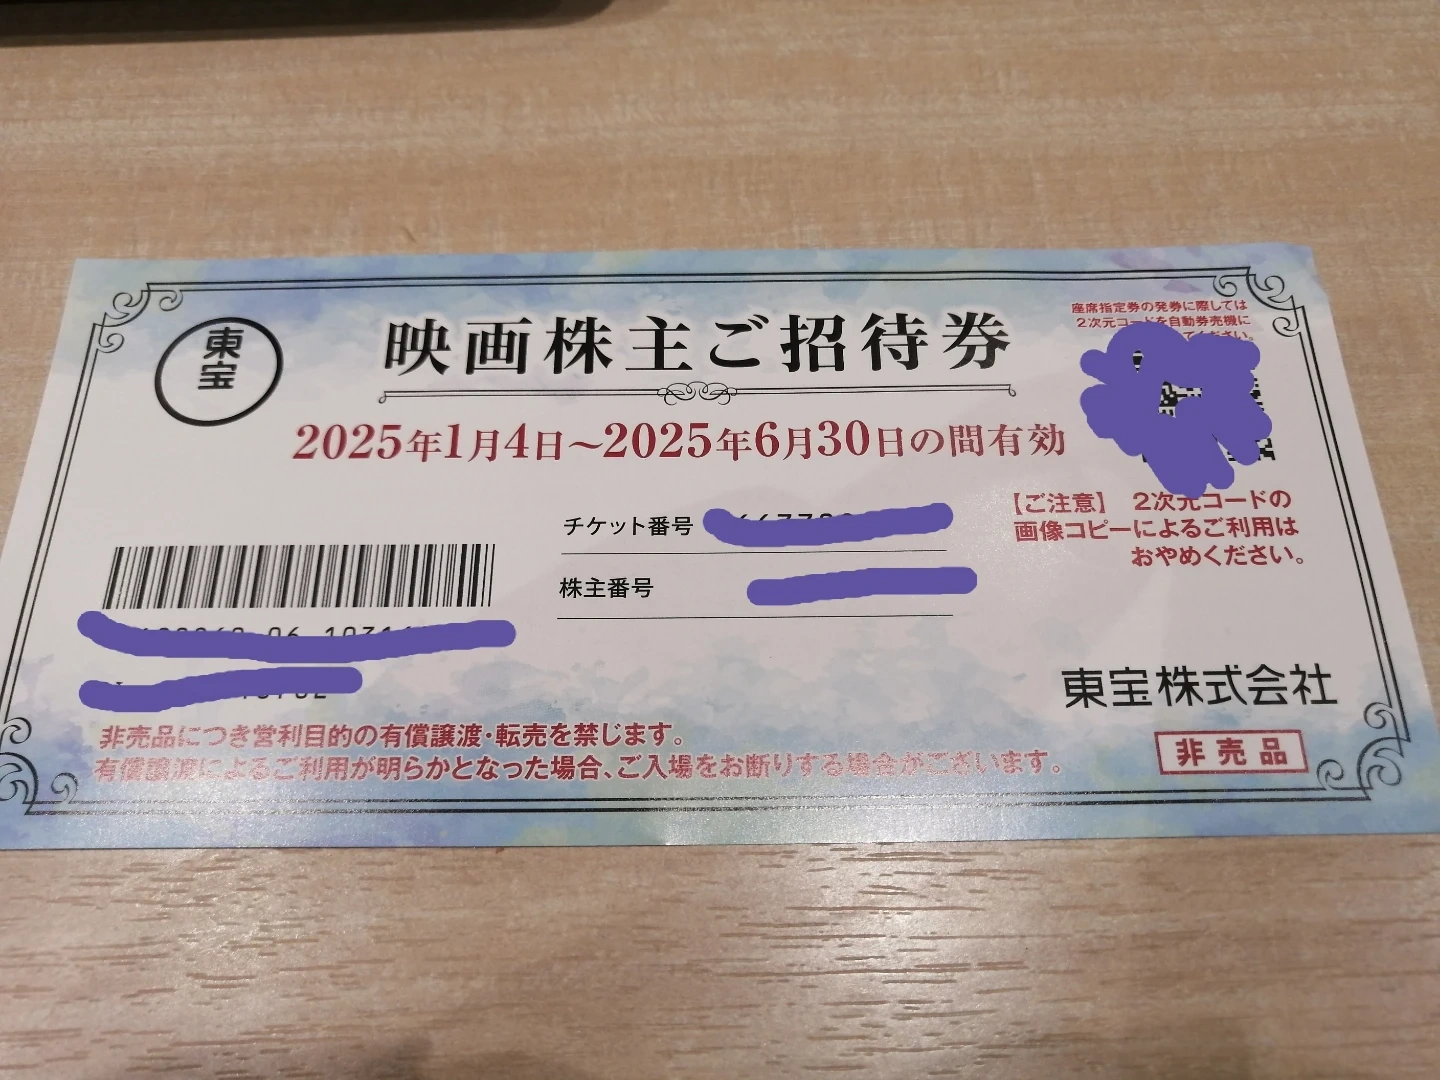 東宝
映画株主ご招待券
2025年1月4日～2025年6月30日の間有効
座席指定券の発券に際しては
2次元コードを自動券売機に
ください。
【ご注意】 2次元コードの
画像コピーによるご利用は
おやめください。
チケット番号
株主番号
東宝株式会社
非売品
非売品につき営利目的の有償譲渡・転売を禁じます。
有償譲渡によるご利用が明らかとなった場合、ご入場をお断りする場合がございます。